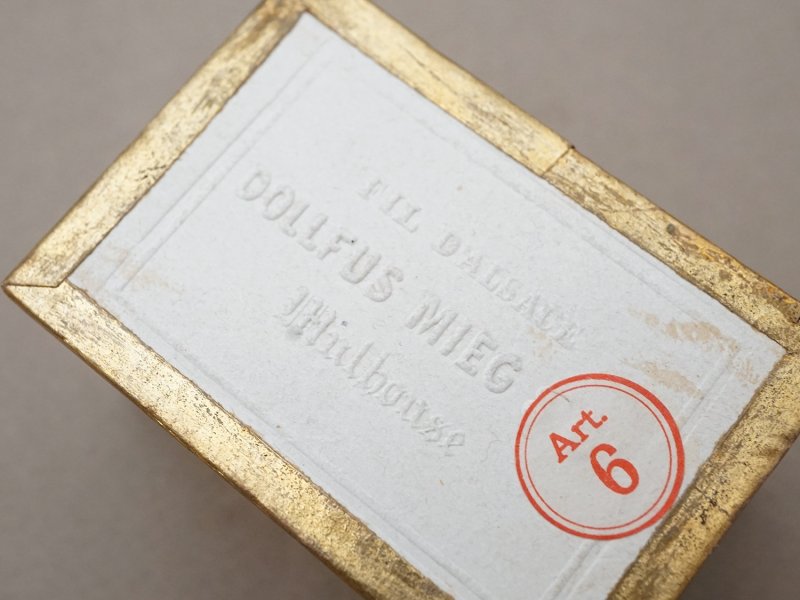 FIL D'ALSACE
DOLLFUS MIEG
Mulhouse
Art.
6